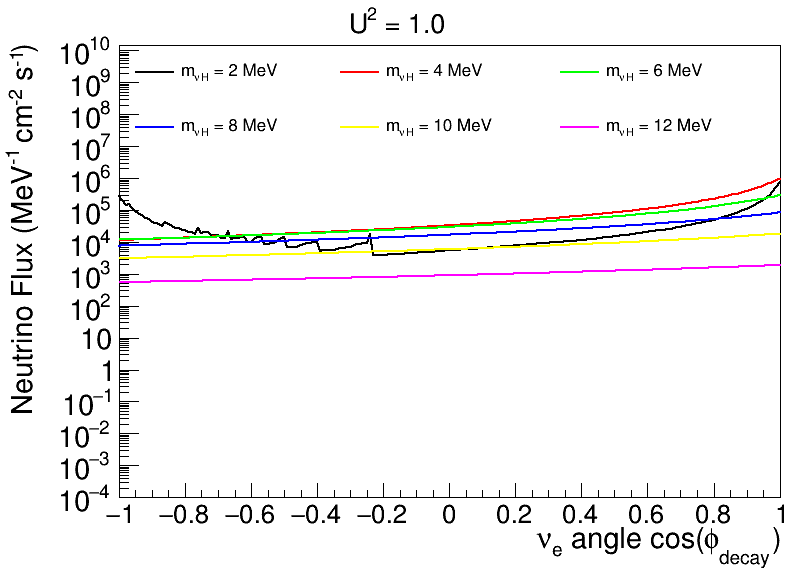 U² = 1.0
m_νH = 2 MeV m_νH = 4 MeV m_νH = 6 MeV
m_νH = 8 MeV m_νH = 10 MeV m_νH = 12 MeV
Neutrino Flux (MeV⁻¹ cm⁻² s⁻¹)
10¹⁰
10⁹
10⁸
10⁷
10⁶
10⁵
10⁴
10³
10²
10
1
10⁻¹
10⁻²
10⁻³
10⁻⁴
−1 −0.8 −0.6 −0.4 −0.2 0 0.2 0.4 0.6 0.8 1
ν_e angle cos(ϕ_decay)